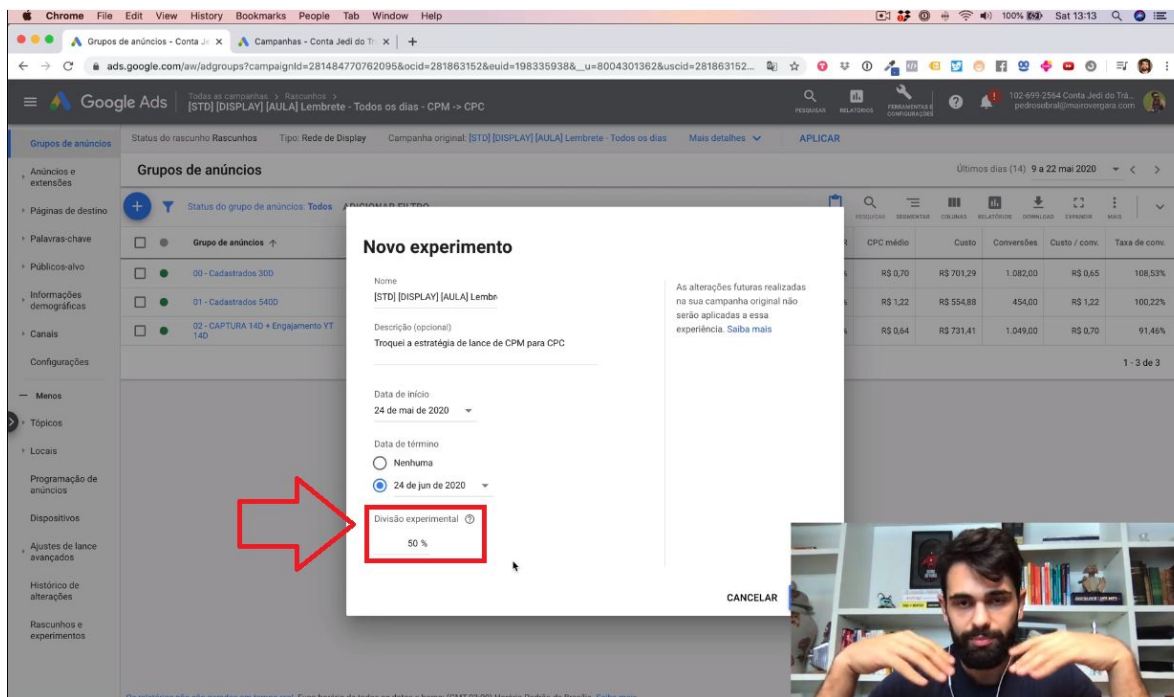 Chrome File Edit View History Bookmarks People Tab Window Help
100% Sat 13:13
Grupos de anúncios - Conta Je
Campanhas - Conta Jedi do Tr
ads.google.com/aw/adgroups?campaignId=281484770762095&ocid=281863152&euid=198335938&__u=8004301362&uscid=281863152...
Google Ads
Todas as campanhas > Rascunhos >
[STD] [DISPLAY] [AULA] Lembrete - Todos os dias - CPM -> CPC
PESQUISAR
RELATÓRIOS
FERRAMENTAS E
CONFIGURAÇÕES
102-699-2564 Conta Jedi do Trá...
pedrosobral@mairovergara.com
Status do rascunho Rascunhos Tipo: Rede de Display Campanha original: [STD] [DISPLAY] [AULA] Lembrete - Todos os dias Mais detalhes APLICAR
Grupos de anúncios
Anúncios e
extensões
Páginas de destino
Palavras-chave
Públicos-alvo
Informações
demográficas
Canais
Configurações
Menos
Tópicos
Locais
Programação de
anúncios
Dispositivos
Ajustes de lance
avançados
Histórico de
alterações
Rascunhos e
experimentos
Grupos de anúncios
Últimos dias (14) 9 a 22 mai 2020
Status do grupo de anúncios: Todos ADICIONAR FILTRO
PESQUISAR SEGMENTAR COLUNAS RELATÓRIOS DOWNLOAD EXPANDIR MAIS
Grupo de anúncios CPC médio Custo Conversões Custo / conv. Taxa de conv.
00 - Cadastrados 30D R$ 0,70 R$ 701,29 1.082,00 R$ 0,65 108,53%
01 - Cadastrados 540D R$ 1,22 R$ 554,88 454,00 R$ 1,22 100,22%
02 - CAPTURA 14D + Engajamento YT
14D R$ 0,64 R$ 731,41 1.049,00 R$ 0,70 91,46%
1 - 3 de 3
Novo experimento
Nome
[STD] [DISPLAY] [AULA] Lembr
Descrição (opcional)
Troquei a estratégia de lance de CPM para CPC
Data de início
24 de mai de 2020
Data de término
Nenhuma
24 de jun de 2020
Divisão experimental
50 %
As alterações futuras realizadas
na sua campanha original não
serão aplicadas a essa
experiência. Saiba mais
CANCELAR